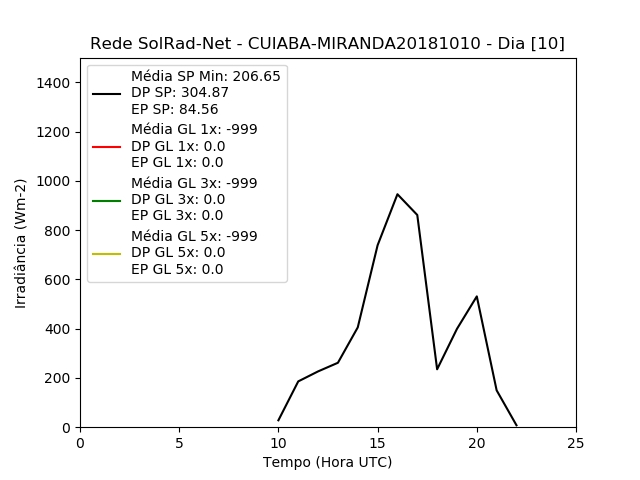 Rede SolRad-Net - CUIABA-MIRANDA20181010 - Dia [10]
Média SP Min: 206.65
DP SP: 304.87
EP SP: 84.56
Média GL 1x: -999
DP GL 1x: 0.0
EP GL 1x: 0.0
Média GL 3x: -999
DP GL 3x: 0.0
EP GL 3x: 0.0
Média GL 5x: -999
DP GL 5x: 0.0
EP GL 5x: 0.0
Irradiância (Wm-2)
1400
1200
1000
800
600
400
200
0
0 5 10 15 20 25
Tempo (Hora UTC)